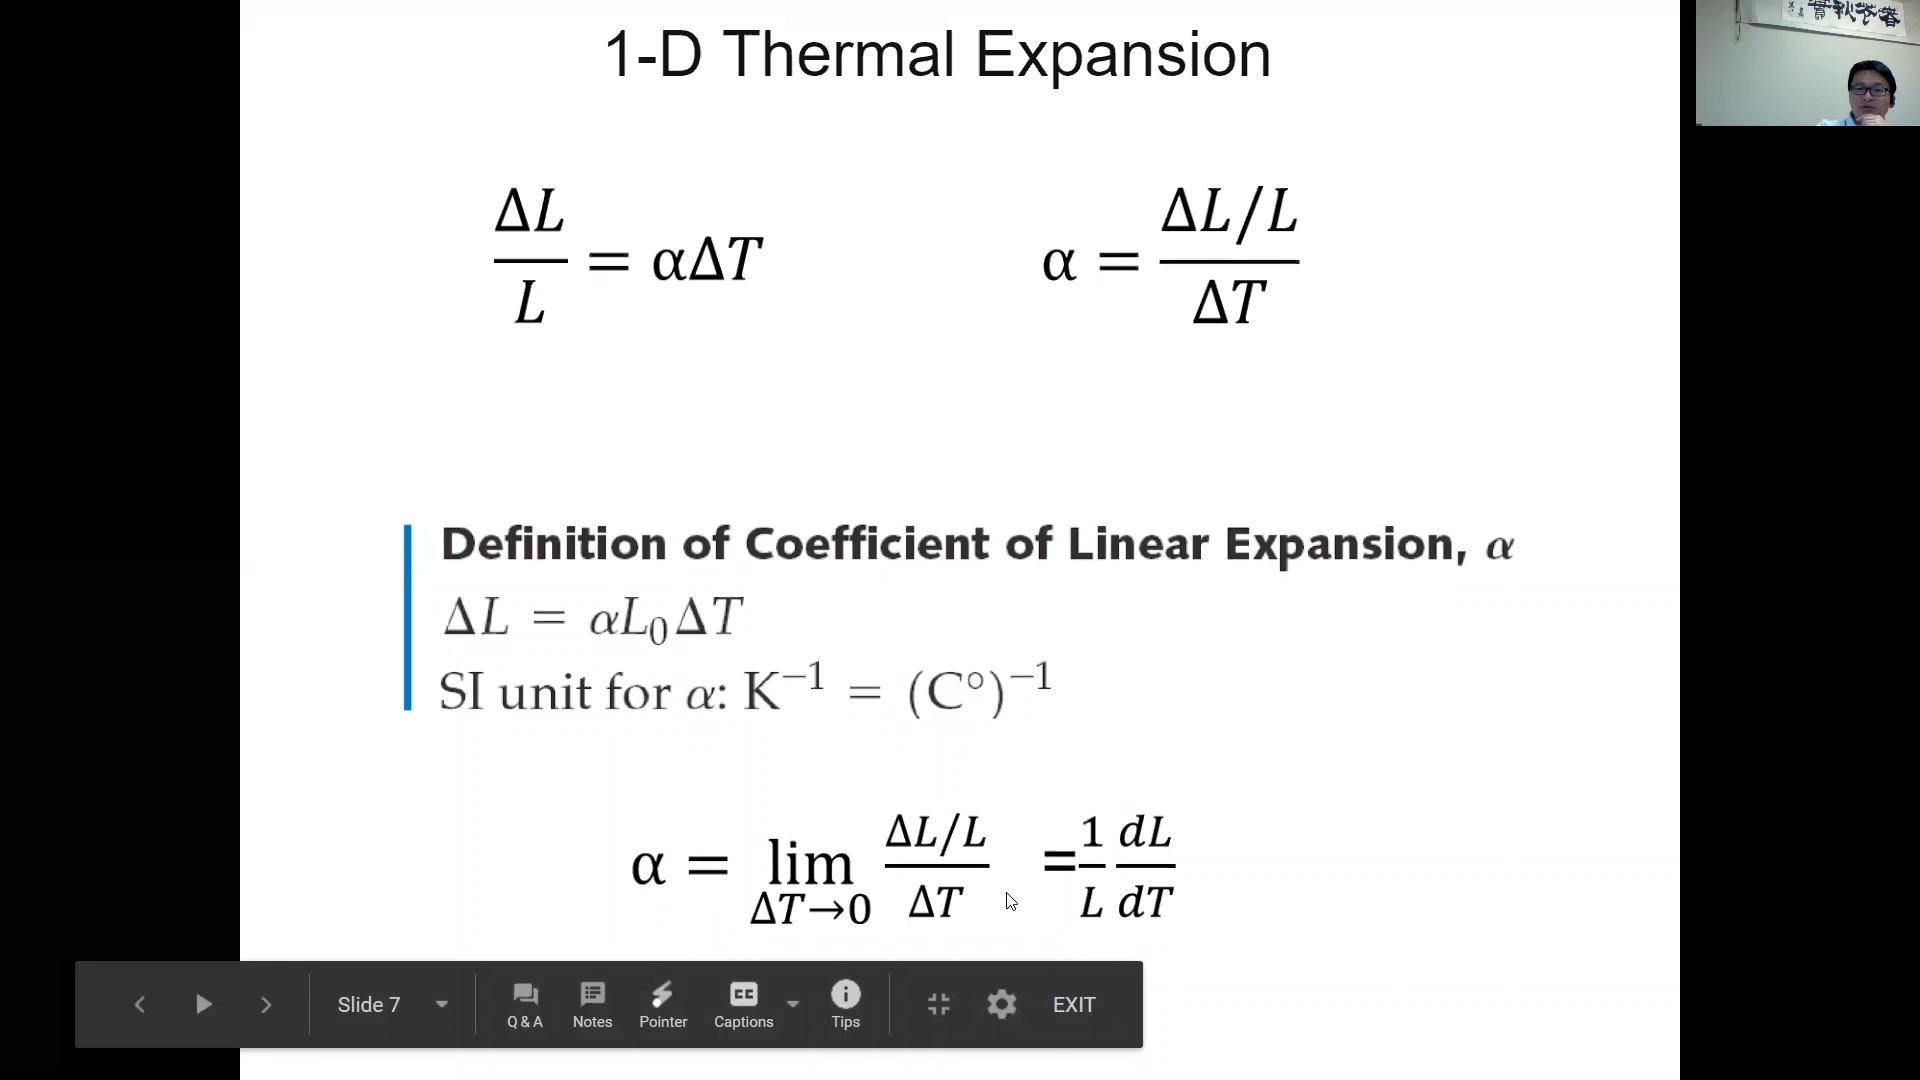 1-D Thermal Expansion
ΔL/L = αΔT
α = (ΔL/L)/ΔT
Definition of Coefficient of Linear Expansion, α
ΔL = αL₀ΔT
SI unit for α: K⁻¹ = (C°)⁻¹
α = lim ΔT→0 (ΔL/L)/ΔT = 1/L dL/dT
Slide 7
Q & A
Notes
Pointer
CC
Captions
Tips
EXIT